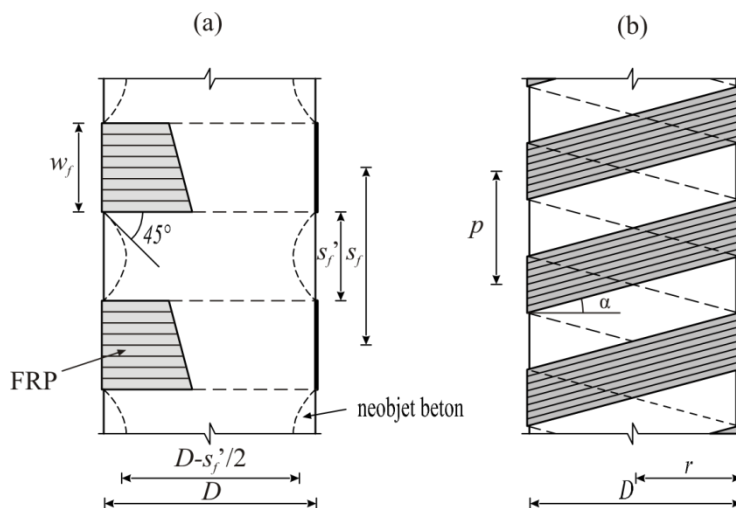 (a)
(b)
w_f
45°
s_f'
s_f
p
α
FRP
neobjet beton
D-s_f'/2
D
r
D